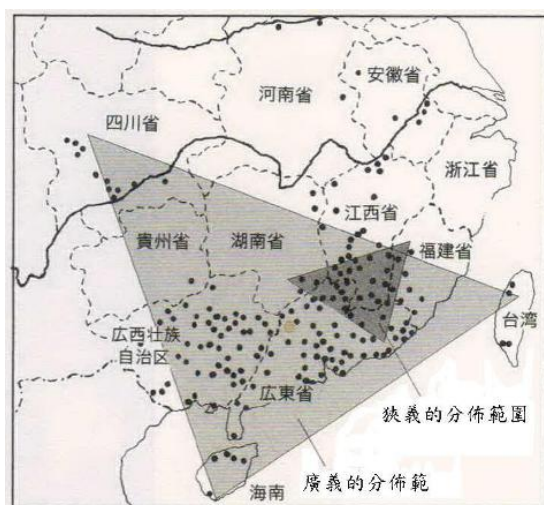 安徽省
河南省
四川省
浙江省
江西省
貴州省
湖南省
福建省
台湾
広西壮族
自治区
広東省
狹義的分佈範圍
廣義的分佈範
海南